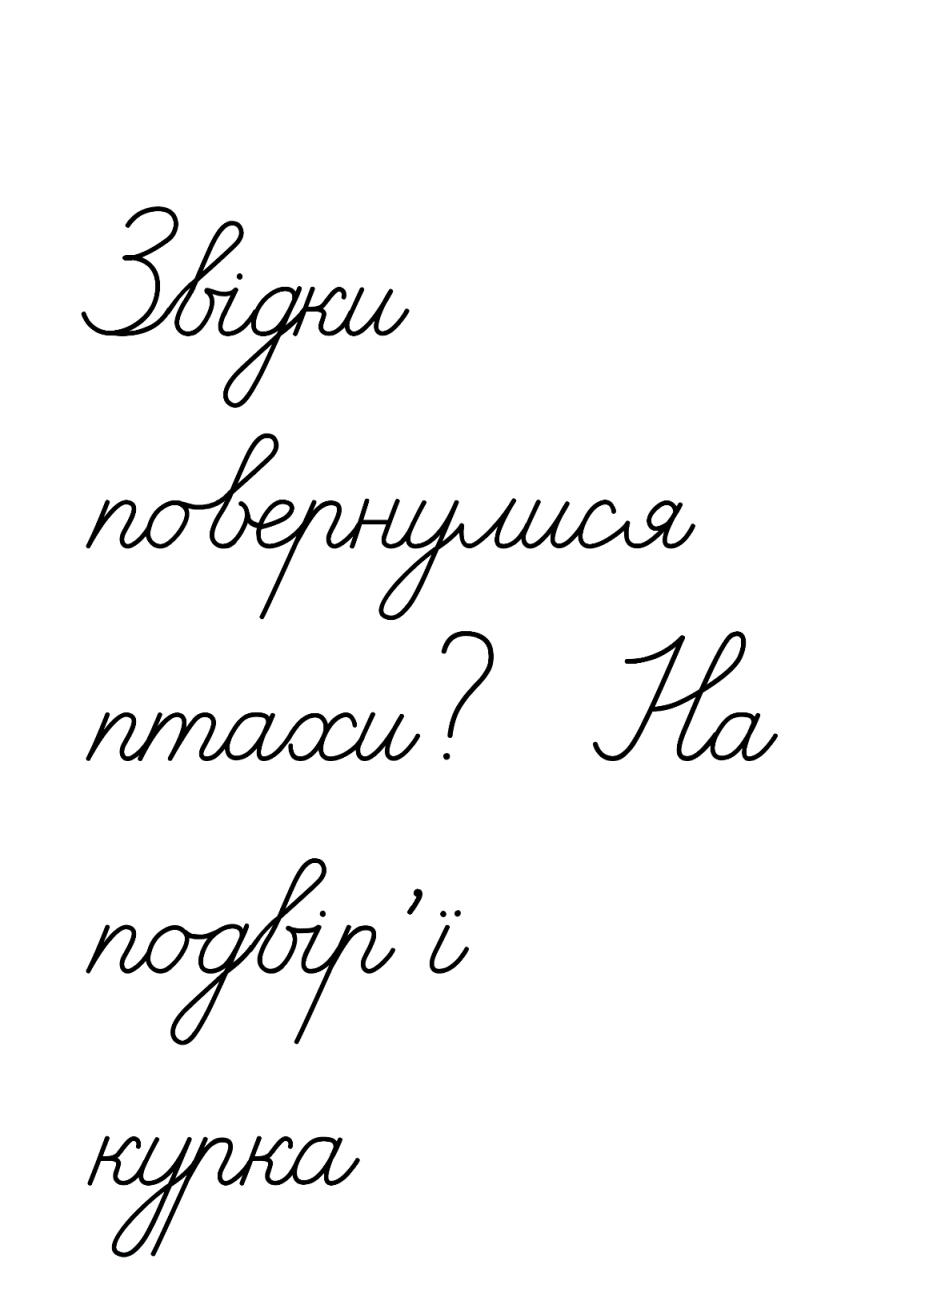 Звідки
повернулися
птахи? На
подвір’ї
курка